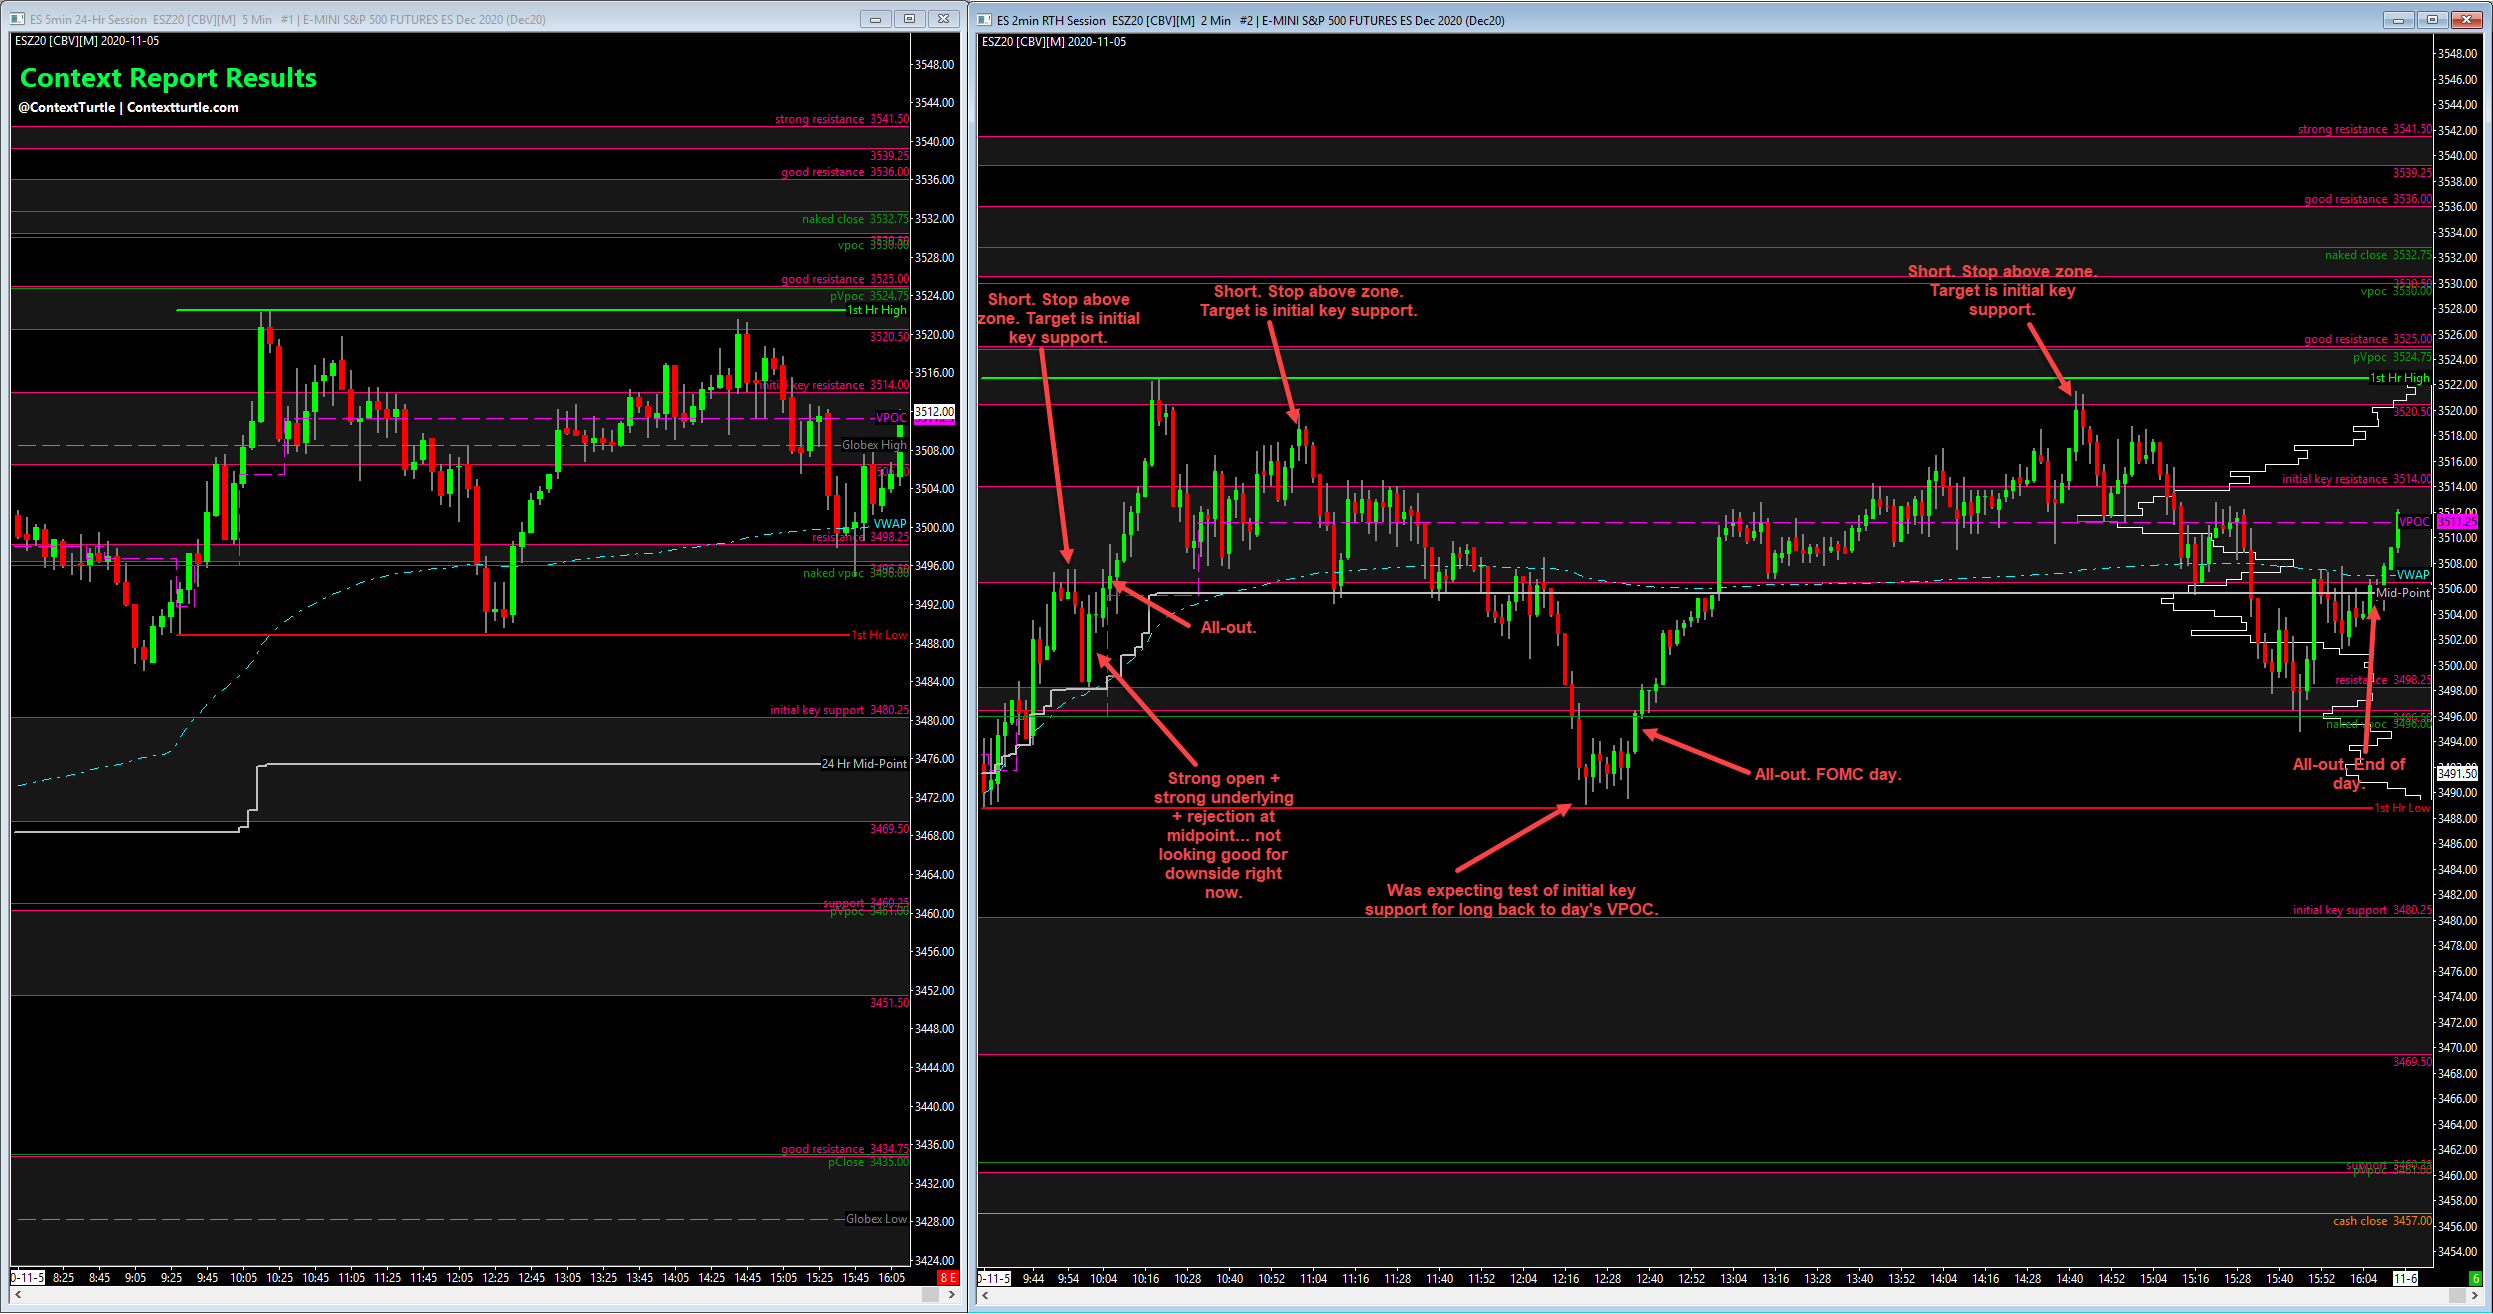 ES 5min 24-Hr Session  ESZ20 [CBV][M]  5 Min  #1 | E-MINI S&P 500 FUTURES ES Dec 2020 (Dec20)
ESZ20 [CBV][M] 2020-11-05
Context Report Results
@ContextTurtle | Contextturtle.com
strong resistance 3541.50
3539.25
good resistance 3536.00
naked close 3532.75
3530.50
vpoc 3530.00
good resistance 3525.00
pVpoc 3524.75
1st Hr High
3520.50
initial key resistance 3514.00
VPOC
Globex High
VWAP
resistance 3498.25
naked vpoc 3496.00
1st Hr Low
initial key support 3480.25
24 Hr Mid-Point
3469.50
support 3460.25
pVpoc 3461.00
3451.50
good resistance 3434.75
pClose 3435.00
Globex Low
3548.00
3544.00
3540.00
3536.00
3532.00
3528.00
3524.00
3520.00
3516.00
3512.00
3508.00
3504.00
3500.00
3496.00
3492.00
3488.00
3484.00
3480.00
3476.00
3472.00
3468.00
3464.00
3460.00
3456.00
3452.00
3448.00
3444.00
3440.00
3436.00
3432.00
3428.00
3424.00
0-11-5 8:25 8:45 9:05 9:25 9:45 10:05 10:25 10:45 11:05 11:25 11:45 12:05 12:25 12:45 13:05 13:25 13:45 14:05 14:25 14:45 15:05 15:25 15:45 16:05 8 E
ES 2min RTH Session  ESZ20 [CBV][M]  2 Min  #2 | E-MINI S&P 500 FUTURES ES Dec 2020 (Dec20)
ESZ20 [CBV][M] 2020-11-05
strong resistance 3541.50
3539.25
good resistance 3536.00
naked close 3532.75
3530.50
vpoc 3530.00
good resistance 3525.00
pVpoc 3524.75
1st Hr High
3520.50
initial key resistance 3514.00
VPOC
3511.25
VWAP
Mid-Point
resistance 3498.25
naked vpoc 3496.00
3491.50
1st Hr Low
initial key support 3480.25
3469.50
support 3460.25
pVpoc 3461.00
cash close 3457.00
Short. Stop above
zone. Target is initial
key support.
Short. Stop above zone.
Target is initial key support.
Short. Stop above zone.
Target is initial key
support.
All-out.
Strong open +
strong underlying
+ rejection at
midpoint... not
looking good for
downside right
now.
All-out. FOMC day.
Was expecting test of initial key
support for long back to day's VPOC.
All-out. End of
day.
3548.00
3546.00
3544.00
3542.00
3540.00
3538.00
3536.00
3534.00
3532.00
3530.00
3528.00
3526.00
3524.00
3522.00
3520.00
3518.00
3516.00
3514.00
3512.00
3510.00
3508.00
3506.00
3504.00
3502.00
3500.00
3498.00
3496.00
3494.00
3490.00
3488.00
3486.00
3484.00
3482.00
3480.00
3478.00
3476.00
3474.00
3472.00
3470.00
3468.00
3466.00
3464.00
3462.00
3460.00
3458.00
3456.00
3454.00
0-11-5 9:44 9:54 10:04 10:16 10:28 10:40 10:52 11:04 11:16 11:28 11:40 11:52 12:04 12:16 12:28 12:40 12:52 13:04 13:16 13:28 13:40 13:52 14:04 14:16 14:28 14:40 14:52 15:04 15:16 15:28 15:40 15:52 16:04 11-6 6